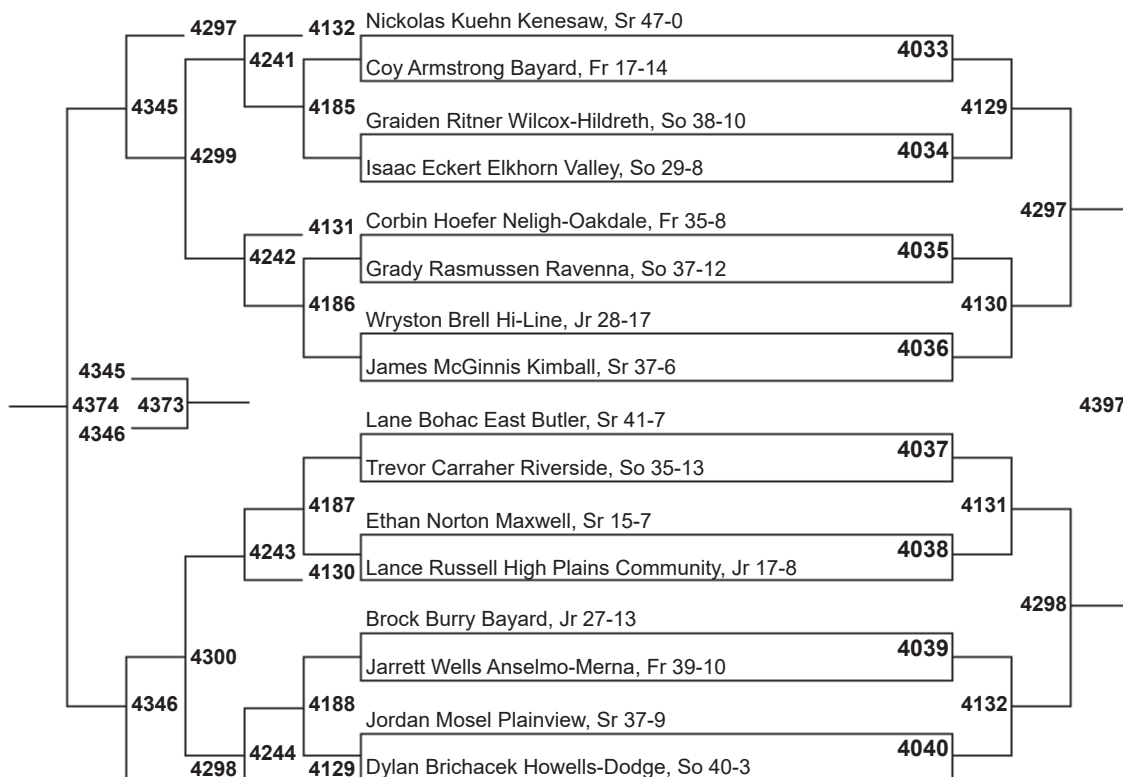 4297 4132 Nickolas Kuehn Kenesaw, Sr 47-0
4033
4241
Coy Armstrong Bayard, Fr 17-14
4345 4185 4129
Graiden Ritner Wilcox-Hildreth, So 38-10
4299 4034
Isaac Eckert Elkhorn Valley, So 29-8
4297
4131 Corbin Hoefer Neligh-Oakdale, Fr 35-8
4035
4242
Grady Rasmussen Ravenna, So 37-12
4186 4130
Wryston Brell Hi-Line, Jr 28-17
4036
James McGinnis Kimball, Sr 37-6
4345
4374 4373 4397
4346
Lane Bohac East Butler, Sr 41-7
4037
Trevor Carraher Riverside, So 35-13
4187 4131
Ethan Norton Maxwell, Sr 15-7
4243 4038
4130 Lance Russell High Plains Community, Jr 17-8
4298
Brock Burry Bayard, Jr 27-13
4300 4039
Jarrett Wells Anselmo-Merna, Fr 39-10
4346 4188 4132
Jordan Mosel Plainview, Sr 37-9
4244 4040
4298 4129 Dylan Brichacek Howells-Dodge, So 40-3